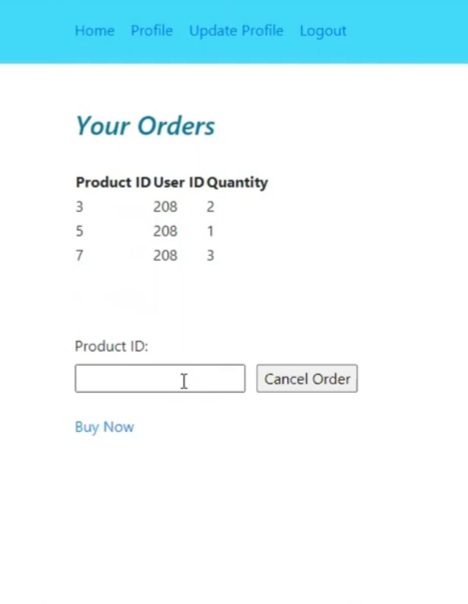 Home Profile Update Profile Logout
Your Orders
Product ID User ID Quantity
3 208 2
5 208 1
7 208 3
Product ID:
Cancel Order
Buy Now